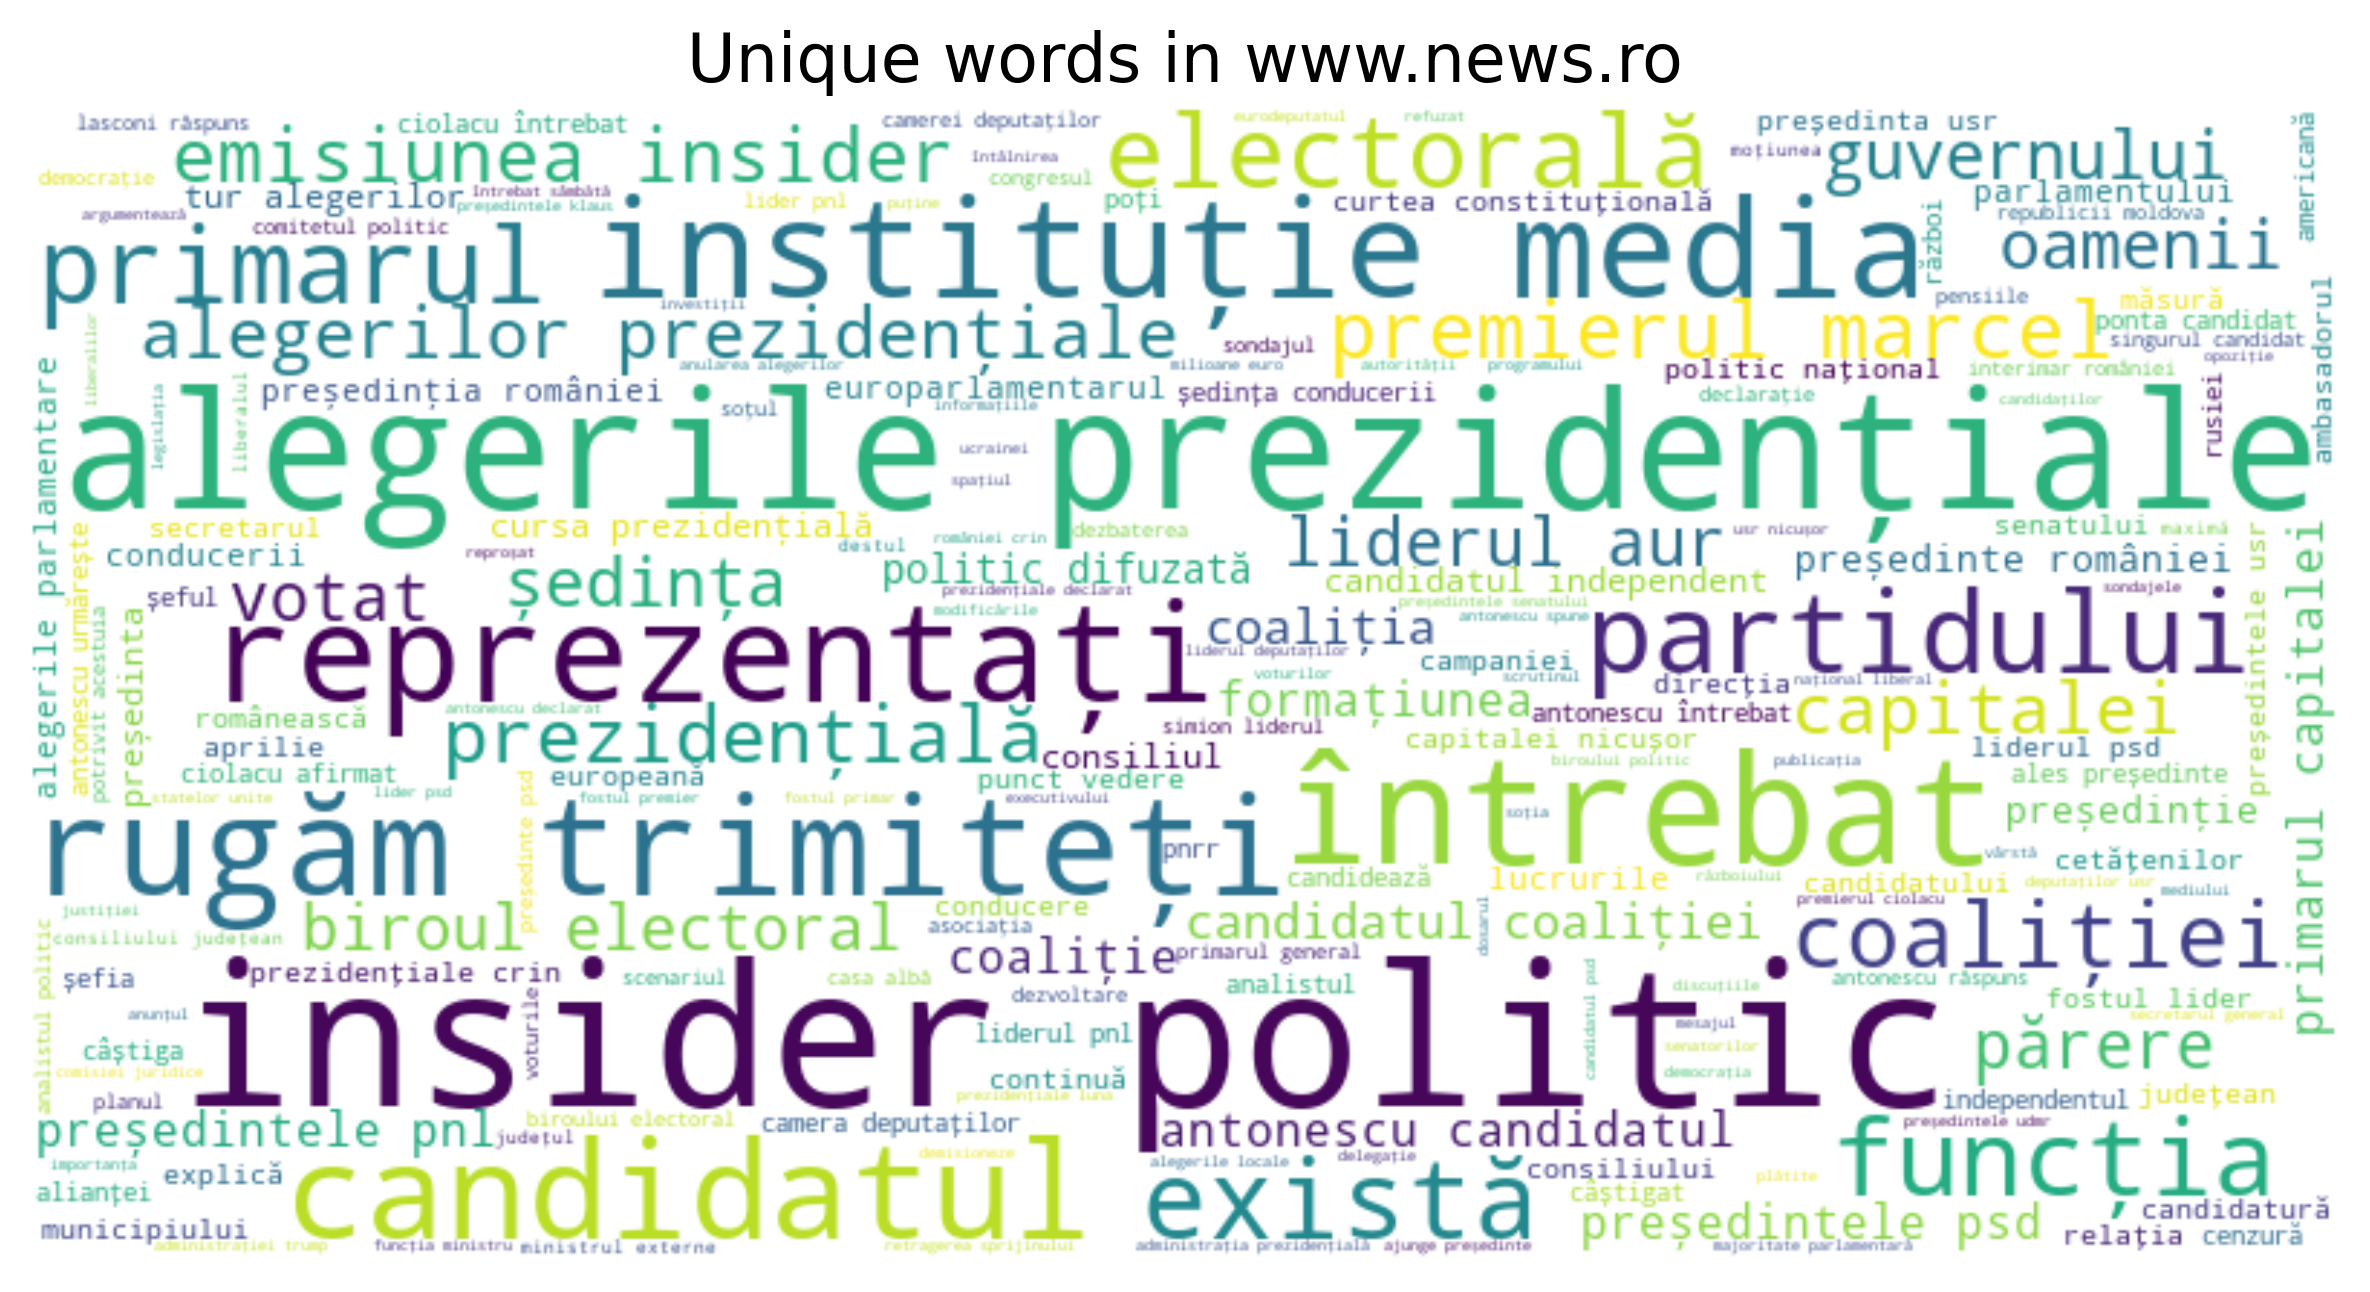 Unique words in www.news.ro
lasconi răspuns
ciolacu întrebat
camerei deputaților
eurodeputatul
refuzat
președinta usr
americană
emisiunea insider
electorală
guvernului
moțiunea
întâlnirea
congresul
democrație
tur alegerilor
întrebat sâmbătă
președintele klaus
lider pnl
puține
poți
curtea constituțională
parlamentului
republicii moldova
argumentează
comitetul politic
primarul
instituție media
război
oamenii
investiții
pensiile
măsură
ambasadorul
alegerilor prezidențiale
sondajul
premierul marcel
ponta candidat
singurul candidat
liberalilor
anularea alegerilor
milioane euro
autorității
programului
opoziție
alegerile parlamentare
legislația
liberalul
președinția româniei
soțul
europarlamentarul
informațiile
ședința conducerii
politic național
declarație
interimar româniei
candidaților
rusiei
alegerile prezidențiale
ucrainei
spațiul
secretarul
cursa prezidențială
româniei crin
dezbaterea
liderul aur
usr nicușor
senatului
maximă
antonescu urmărește
conducerii
reproșat
destul
președinte româniei
președintele usr
primarul capitalei
șeful
votat
ședința
politic difuzată
candidatul independent
sondajele
prezidențiale declarat
modificările
președintele senatului
antonescu spune
potrivit acestuia
președinta
reprezentați
coaliția
partidului
liderul deputaților
campaniei
scrutinul
voturilor
direcția
național liberal
românească
antonescu declarat
prezidențială
simion liderul
formațiunea
antonescu întrebat
capitalei
aprilie
consiliul
capitalei nicușor
liderul psd
ciolacu afirmat
europeană
punct vedere
întrebat
biroului politic
publicația
ales președinte
statelor unite
lider psd
președinte psd
fostul premier
fostul primar
executivului
soția
președinție
rugăm trimiteți
pnrr
vârstă
cetățenilor
candidează
lucrurile
războiului
candidatului
deputaților usr
mediului
premierul ciolacu
justiției
consiliului județean
biroul electoral
conducere
asociația
candidatul coaliției
dosarul
coaliției
analistul politic
șefia
prezidențiale crin
scenariul
casa albă
coaliție
primarul general
analistul
candidatul psd
discuțiile
antonescu răspuns
fostul lider
secretarul general
dezvoltare
anunțul
insider politic
voturile
câștiga
liderul pnl
mesajul
senatorilor
democrația
părere
comisiei juridice
continuă
planul
prezidențiale luna
independentul
județean
președintele pnl
județul
biroului electoral
camera deputaților
antonescu candidatul
președintele udmr
funcția
importanța
explică
candidatul
demisioneze
alegerile locale
delegație
există
consiliului
plătite
alianței
câștigat
candidatură
municipiului
președintele psd
relația
cenzură
administrației trump
funcția ministru
ministrul externe
retragerea sprijinului
administrația prezidențială
ajunge președinte
majoritate parlamentară